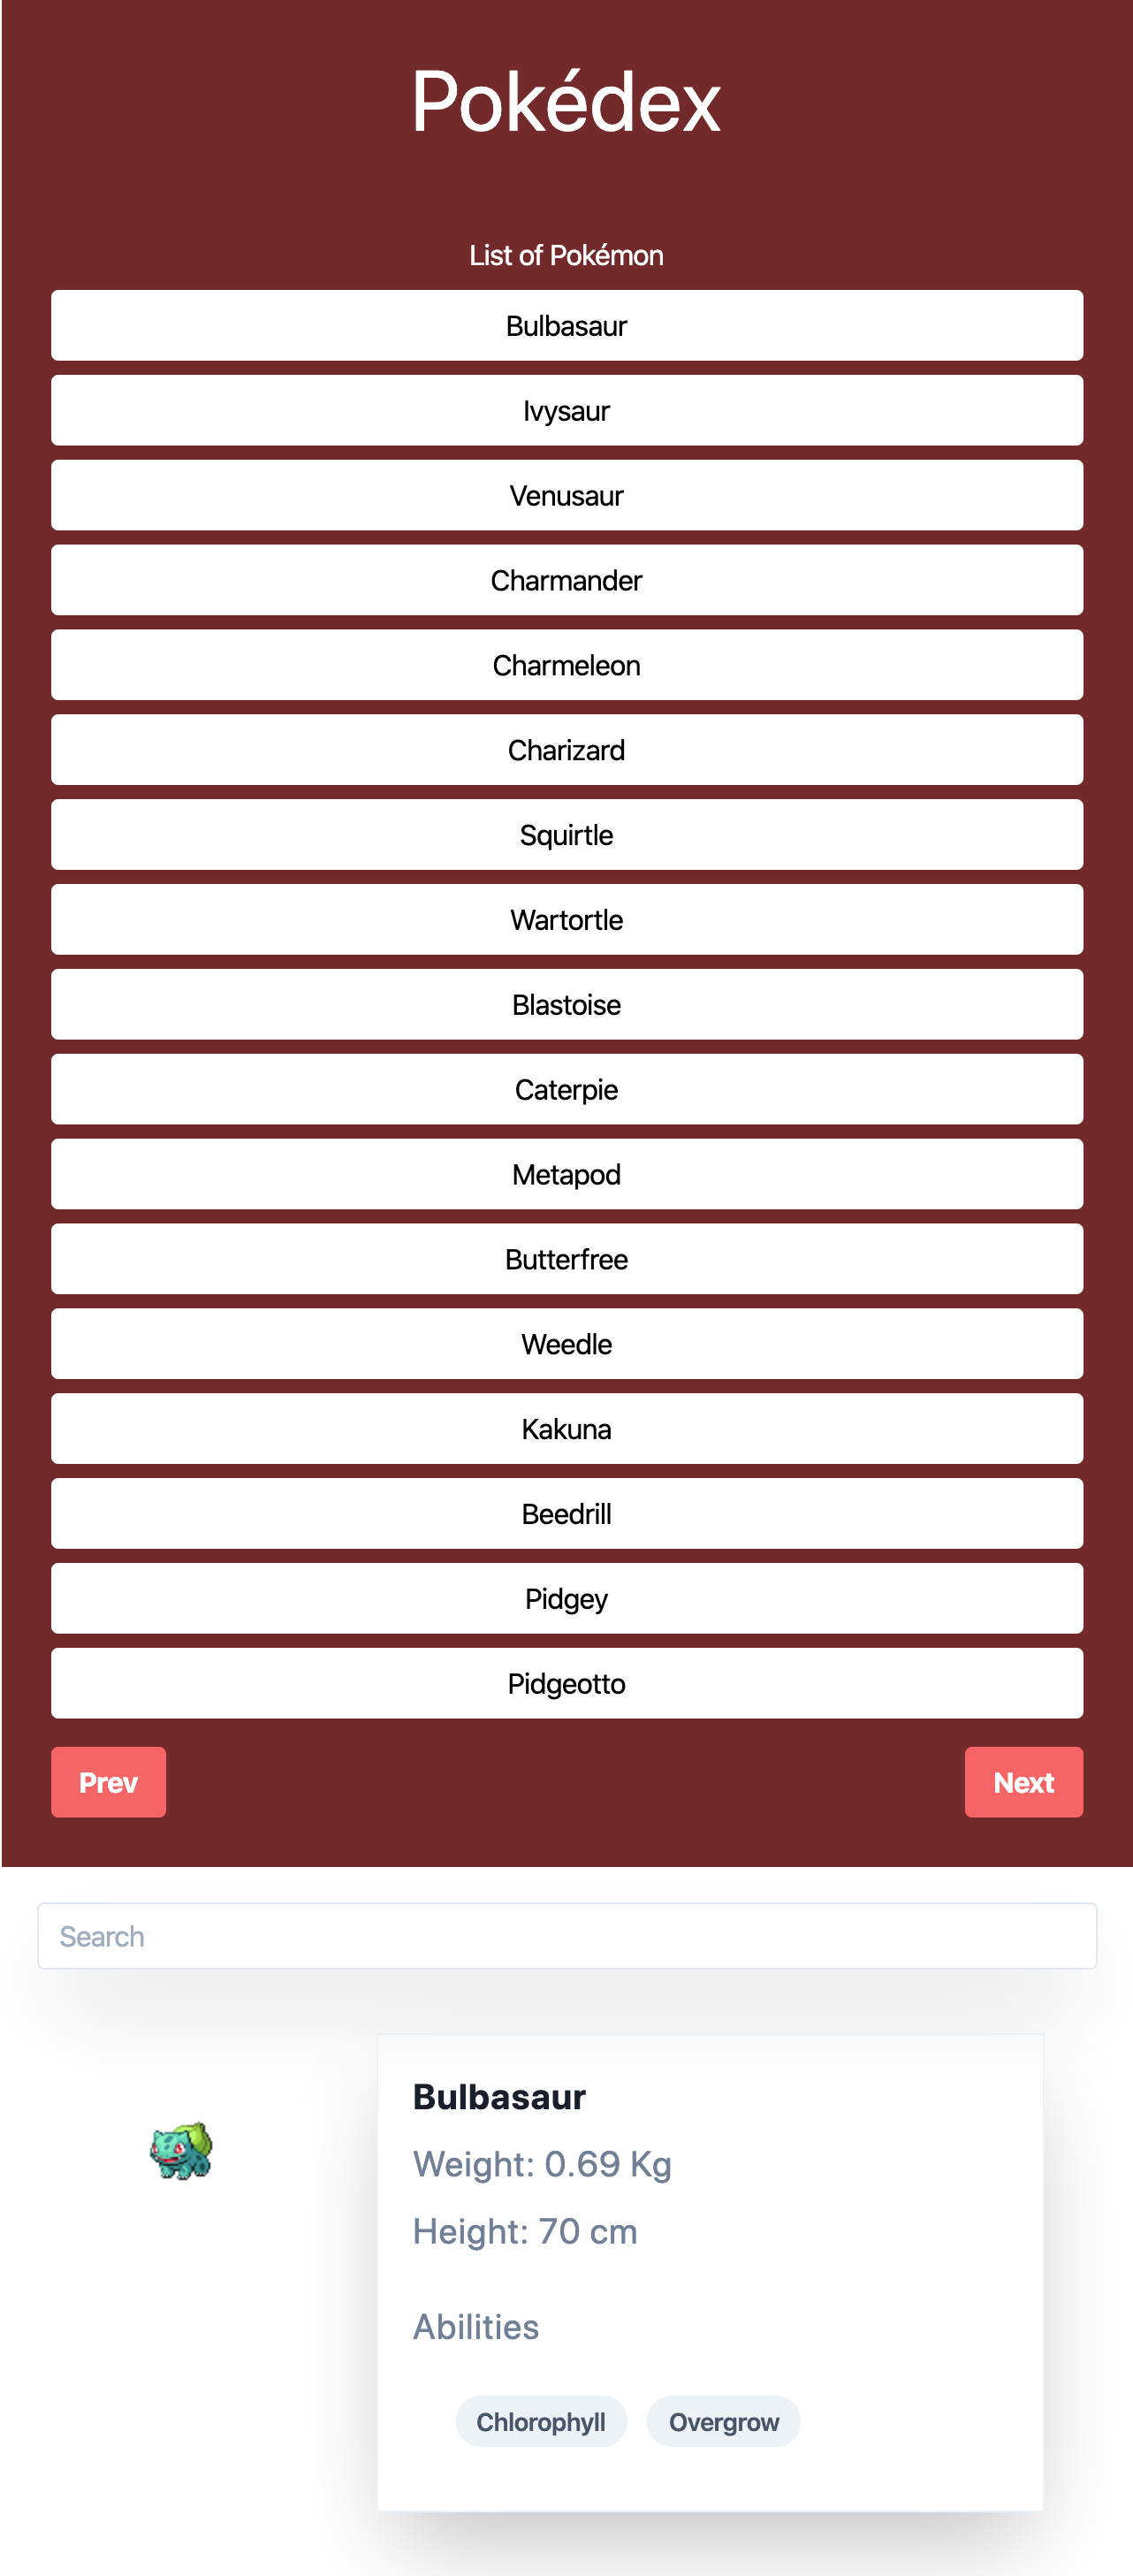 Pokédex
List of Pokémon
Bulbasaur
Ivysaur
Venusaur
Charmander
Charmeleon
Charizard
Squirtle
Wartortle
Blastoise
Caterpie
Metapod
Butterfree
Weedle
Kakuna
Beedrill
Pidgey
Pidgeotto
Prev Next
Search
Bulbasaur
Weight: 0.69 Kg
Height: 70 cm
Abilities
Chlorophyll Overgrow